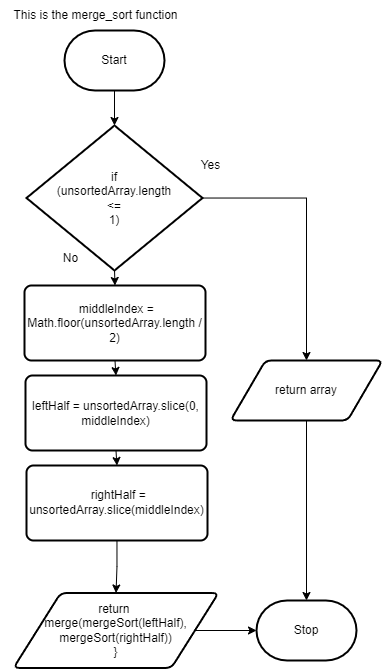 This is the merge_sort function
Start
if
(unsortedArray.length
<=
1)
Yes
No
middleIndex =
Math.floor(unsortedArray.length /
2)
leftHalf = unsortedArray.slice(0,
middleIndex)
return array
rightHalf =
unsortedArray.slice(middleIndex)
return
merge(mergeSort(leftHalf),
mergeSort(rightHalf))
}
Stop